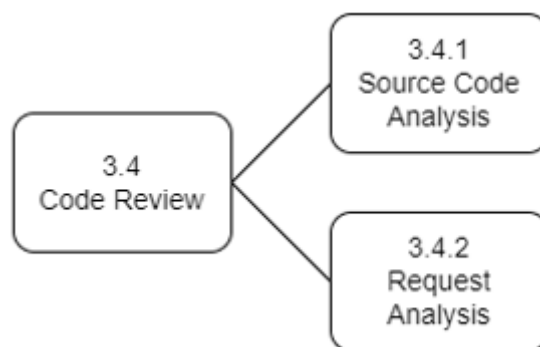 3.4
Code Review
3.4.1
Source Code
Analysis
3.4.2
Request
Analysis